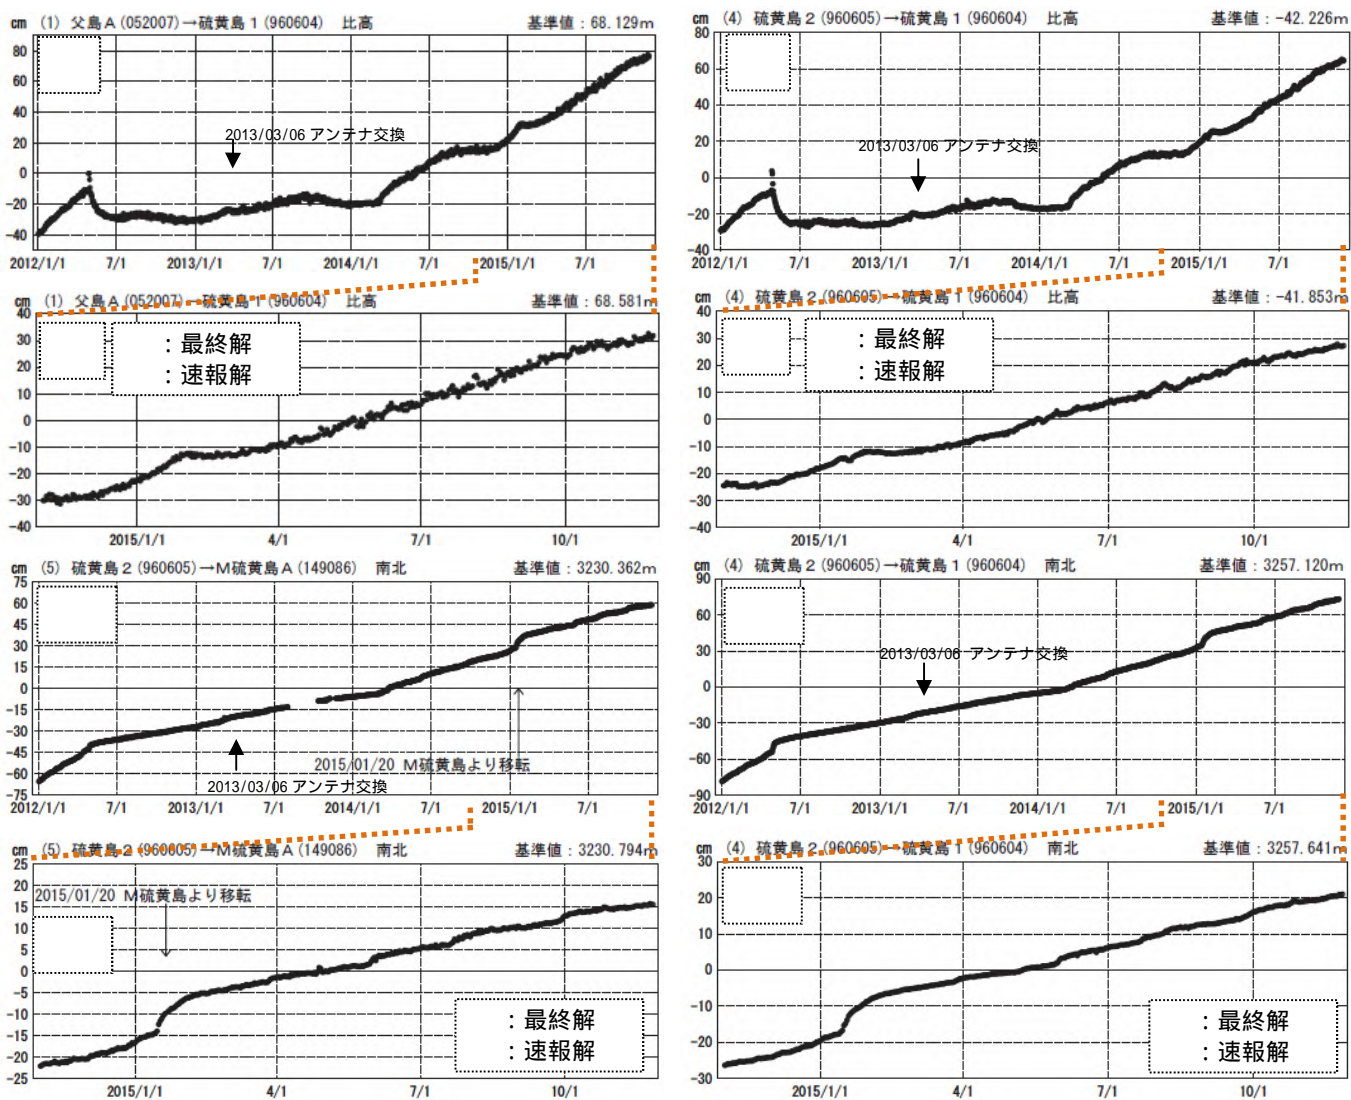 cm (1) 父島A(052007)→硫黄島1(960604) 比高 基準値:68.129m
80
60
40
20
0
-20
-40
2013/03/06 アンテナ交換
2012/1/1 7/1 2013/1/1 7/1 2014/1/1 7/1 2015/1/1 7/1
cm (4) 硫黄島2(960605)→硫黄島1(960604) 比高 基準値:-42.226m
80
60
40
20
0
-20
-40
2013/03/06 アンテナ交換
2012/1/1 7/1 2013/1/1 7/1 2014/1/1 7/1 2015/1/1 7/1
cm (1) 父島A(052007)→硫黄島1(960604) 比高 基準値:68.581m
40
30
20
10
0
-10
-20
-30
-40
:最終解
:速報解
2015/1/1 4/1 7/1 10/1
cm (4) 硫黄島2(960605)→硫黄島1(960604) 比高 基準値:-41.853m
40
30
20
10
0
-10
-20
-30
-40
:最終解
:速報解
2015/1/1 4/1 7/1 10/1
cm (5) 硫黄島2(960605)→M硫黄島A(149086) 南北 基準値:3230.362m
75
60
45
30
15
0
-15
-30
-45
-60
-75
2015/01/20 M硫黄島より移転
2013/03/06 アンテナ交換
2012/1/1 7/1 2013/1/1 7/1 2014/1/1 7/1 2015/1/1 7/1
cm (4) 硫黄島2(960605)→硫黄島1(960604) 南北 基準値:3257.120m
90
60
30
0
-30
-60
-90
2013/03/06 アンテナ交換
2012/1/1 7/1 2013/1/1 7/1 2014/1/1 7/1 2015/1/1 7/1
cm (5) 硫黄島2(960605)→M硫黄島A(149086) 南北 基準値:3230.794m
25
20
15
10
5
0
-5
-10
-15
-20
-25
2015/01/20 M硫黄島より移転
:最終解
:速報解
2015/1/1 4/1 7/1 10/1
cm (4) 硫黄島2(960605)→硫黄島1(960604) 南北 基準値:3257.641m
30
20
10
0
-10
-20
-30
:最終解
:速報解
2015/1/1 4/1 7/1 10/1